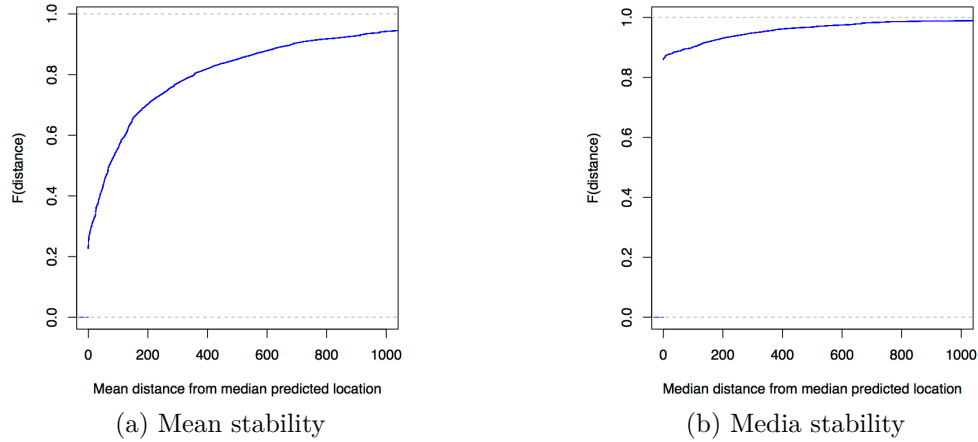 1.0
0.8
0.6
0.4
0.2
0.0
F(distance)
0 200 400 600 800 1000
Mean distance from median predicted location
(a) Mean stability
1.0
0.8
0.6
0.4
0.2
0.0
F(distance)
0 200 400 600 800 1000
Median distance from median predicted location
(b) Media stability